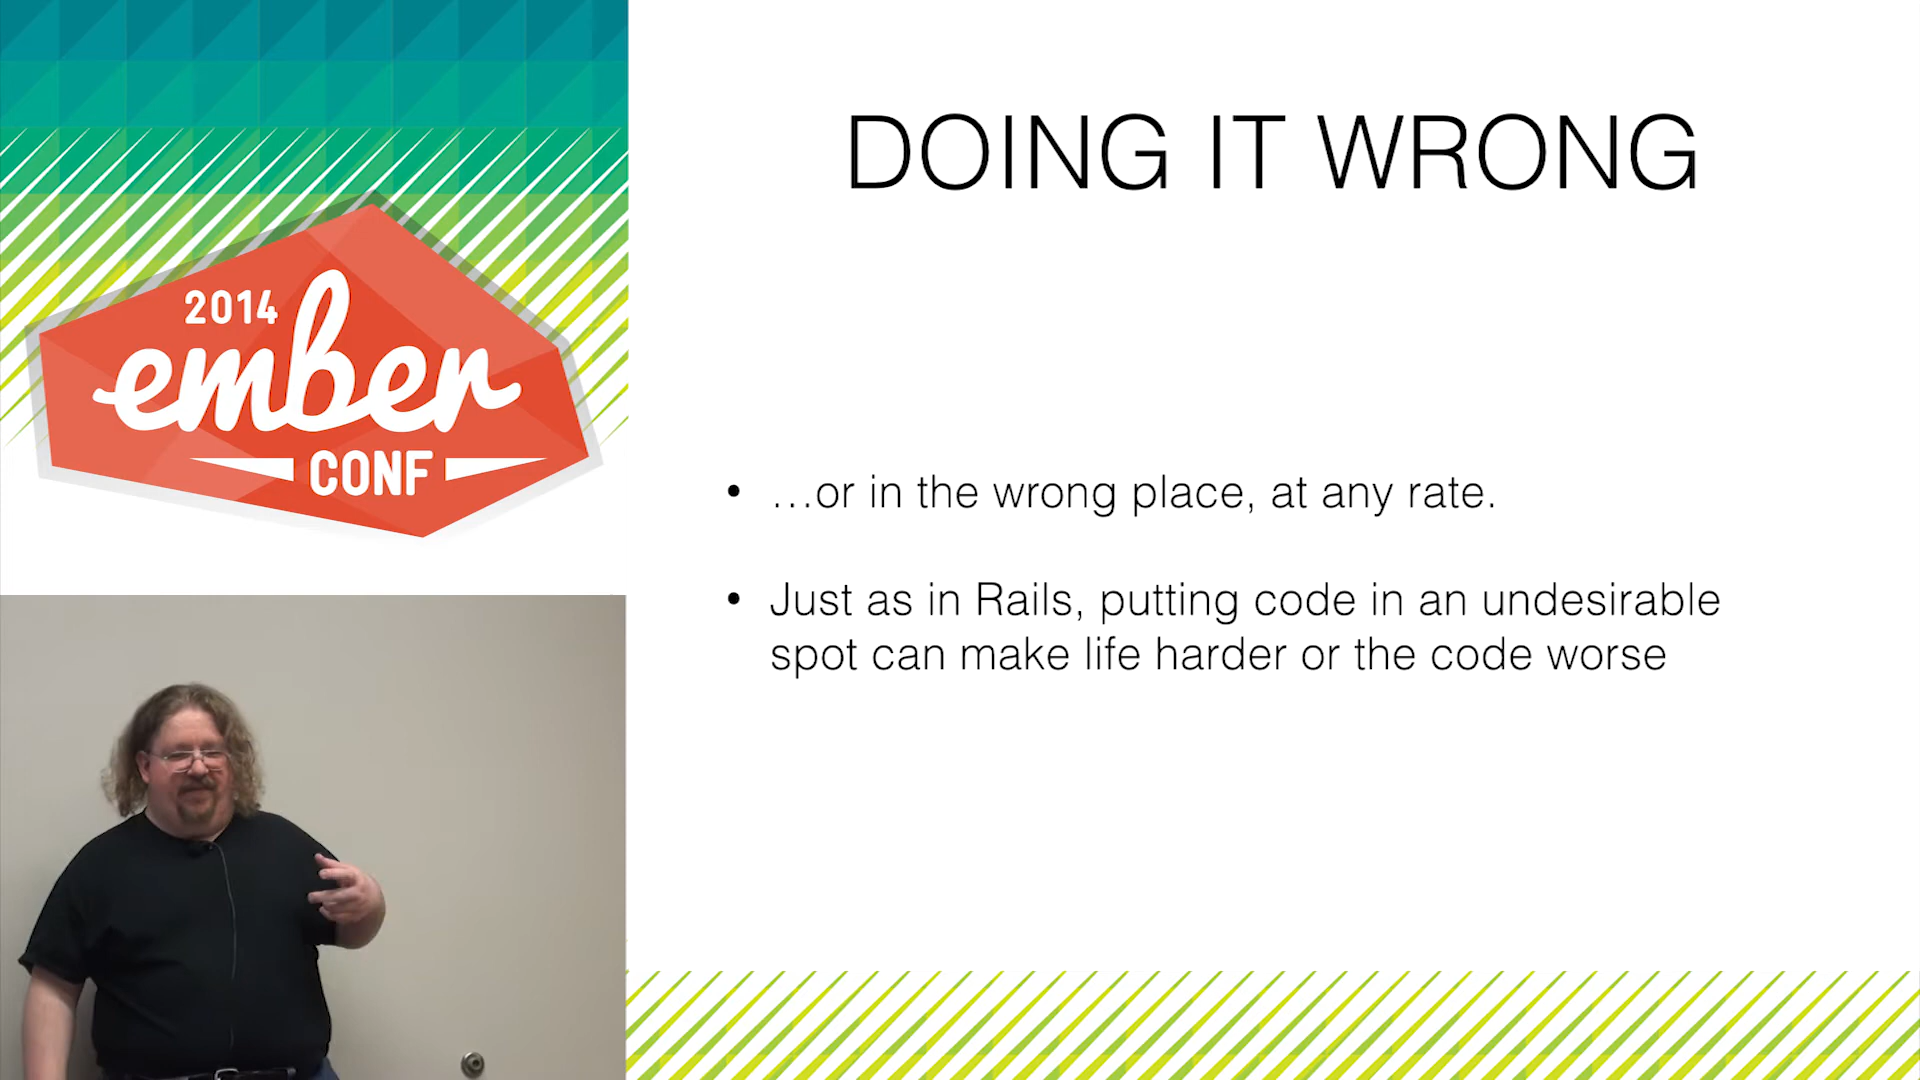 2014
ember
CONF
DOING IT WRONG
• …or in the wrong place, at any rate.
• Just as in Rails, putting code in an undesirable
spot can make life harder or the code worse